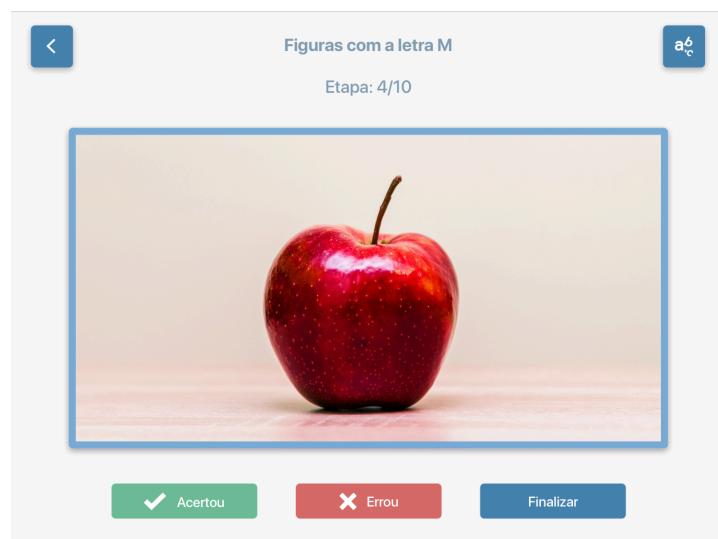 Figuras com a letra M
Etapa: 4/10
Acertou
Errou
Finalizar